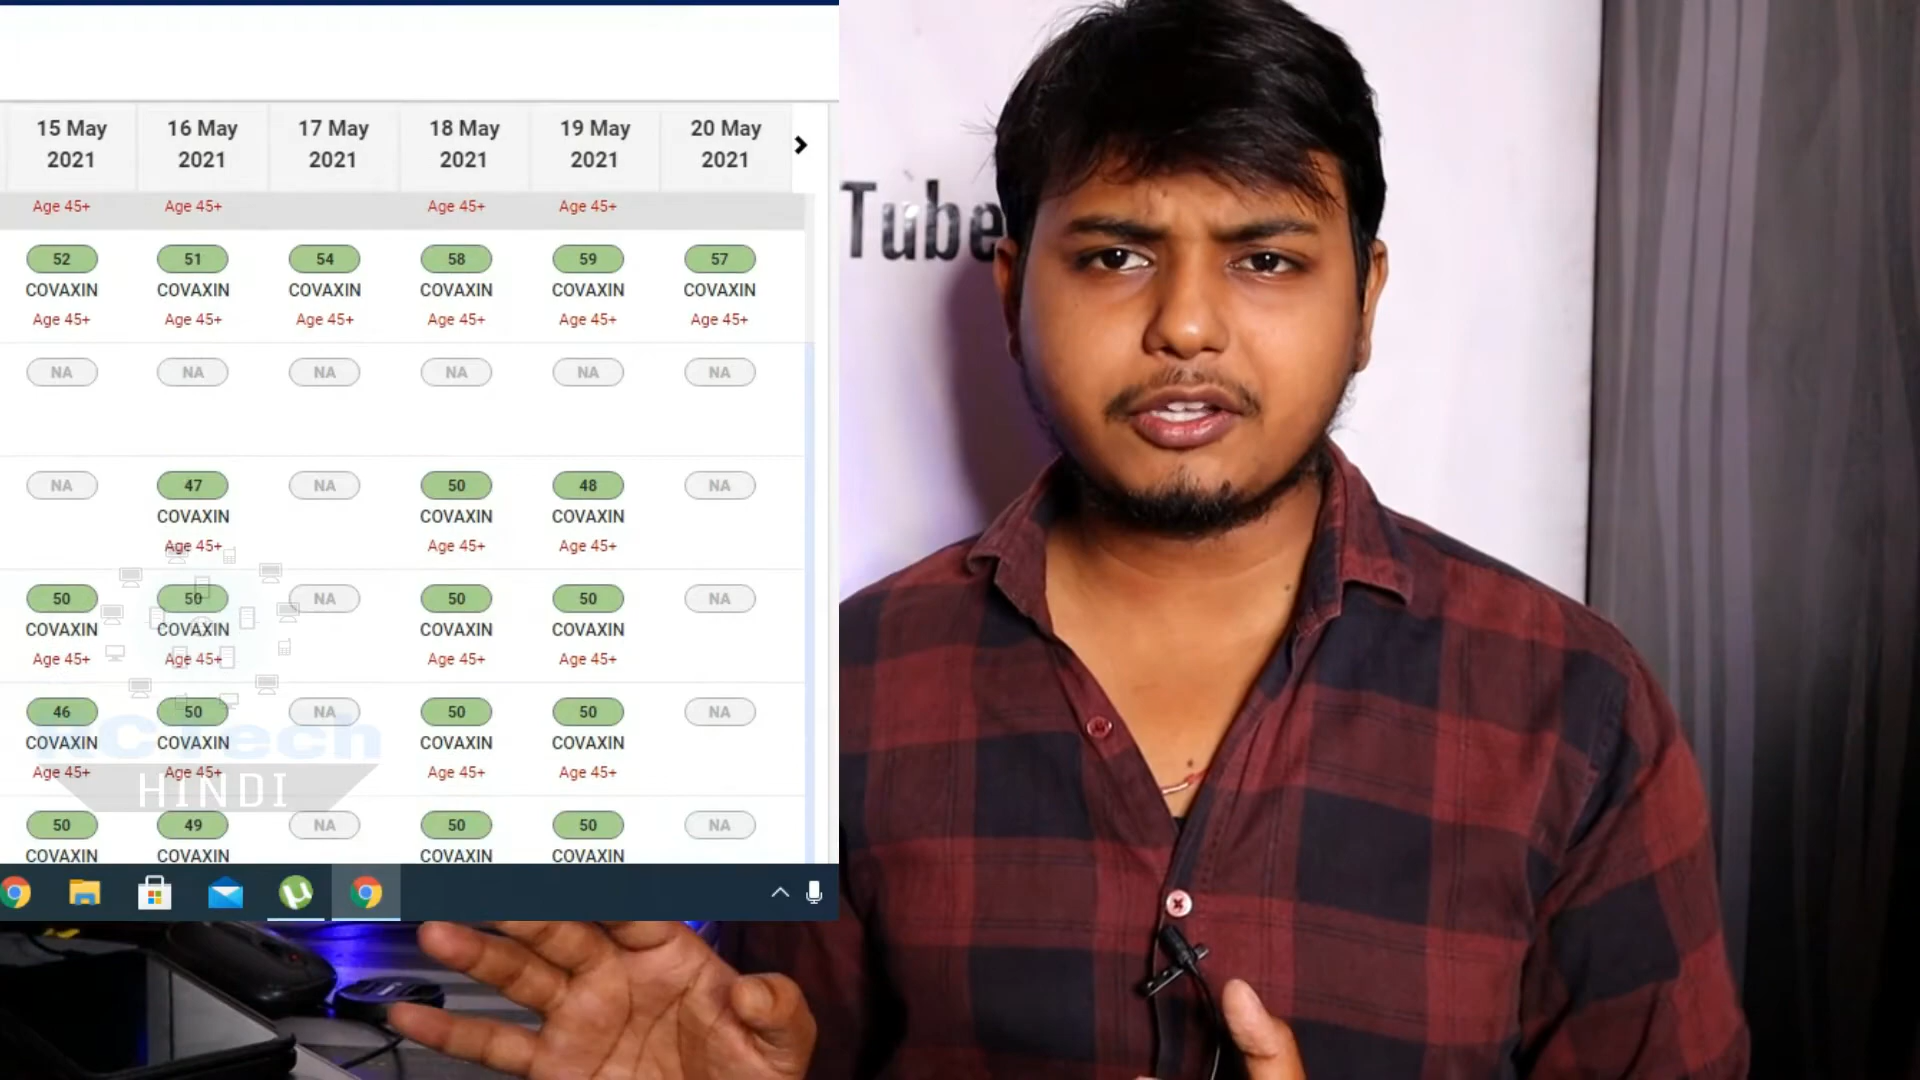 15 May 16 May 17 May 18 May 19 May 20 May
2021 2021 2021 2021 2021 2021
Age 45+ Age 45+ Age 45+ Age 45+
52 51 54 58 59 57
COVAXIN COVAXIN COVAXIN COVAXIN COVAXIN COVAXIN
Age 45+ Age 45+ Age 45+ Age 45+ Age 45+ Age 45+
NA NA NA NA NA NA
NA 47 NA 50 48 NA
COVAXIN COVAXIN COVAXIN
Age 45+ Age 45+ Age 45+
50 50 NA 50 50 NA
COVAXIN COVAXIN COVAXIN COVAXIN
Age 45+ Age 45+ Age 45+ Age 45+
46 50 NA 50 50 NA
COVAXIN COVAXIN COVAXIN COVAXIN
Age 45+ Age 45+ Age 45+ Age 45+
50 49 NA 50 50 NA
COVAXIN COVAXIN COVAXIN COVAXIN
HINDI
Tube